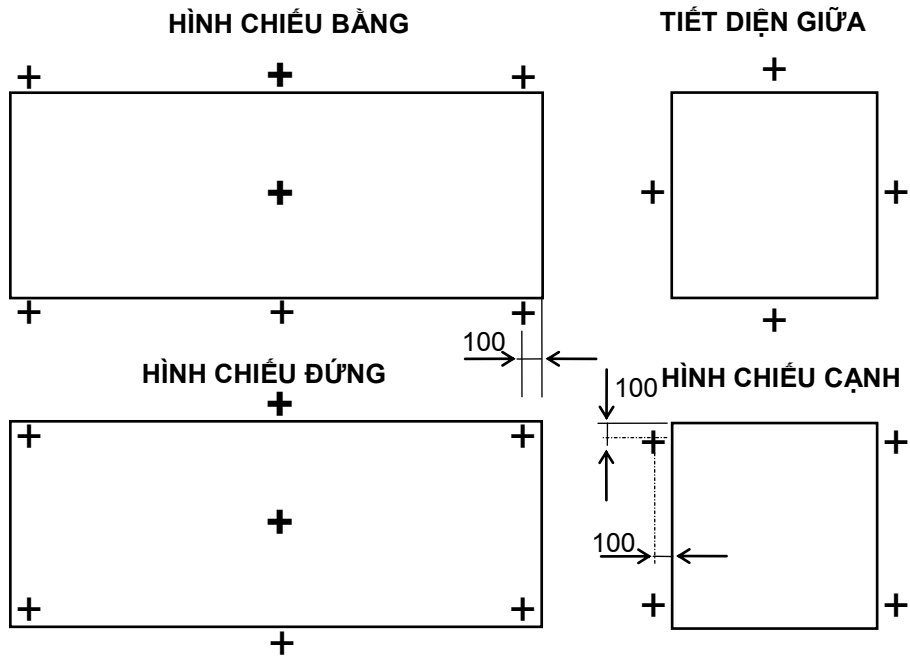 HÌNH CHIẾU BẰNG
TIẾT DIỆN GIỮA
100
HÌNH CHIẾU ĐỨNG
100
HÌNH CHIẾU CẠNH
100